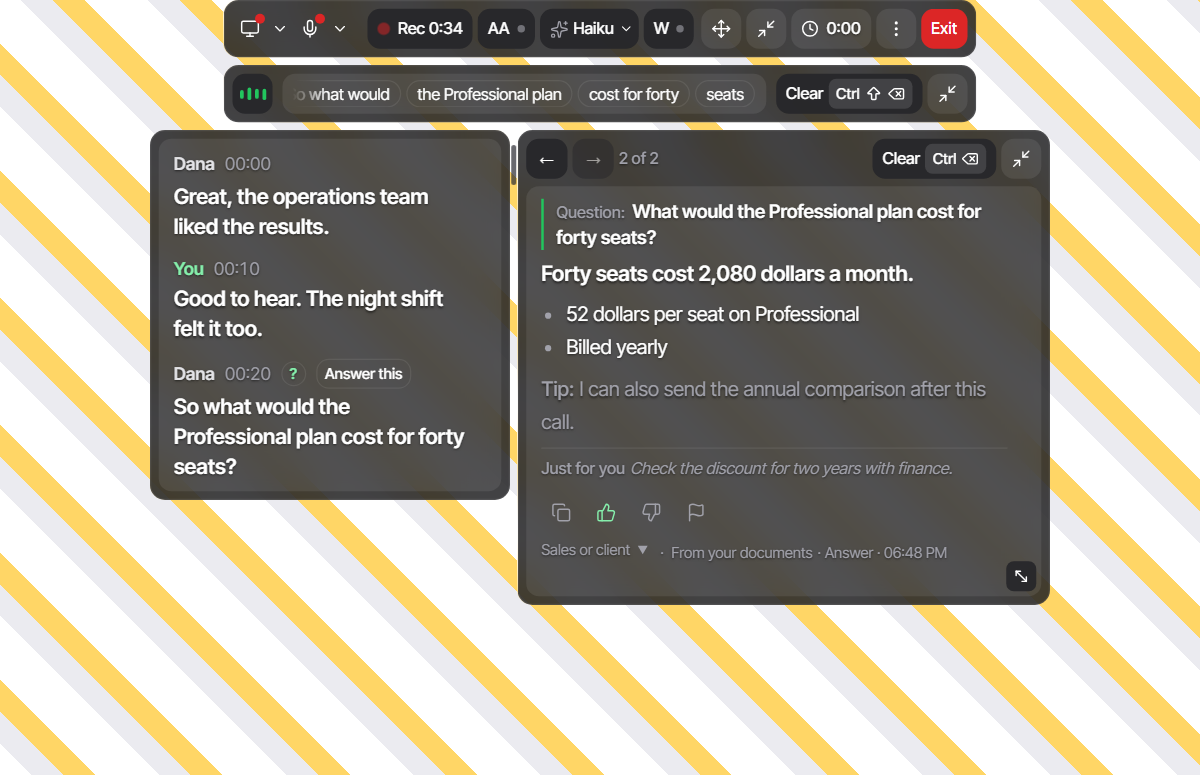 Rec 0:34 AA Haiku W 0:00 Exit
o what would the Professional plan cost for forty seats Clear Ctrl
Dana 00:00
Great, the operations team
liked the results.
You 00:10
Good to hear. The night shift
felt it too.
Dana 00:20 ? Answer this
So what would the
Professional plan cost for forty
seats?
← → 2 of 2 Clear Ctrl
Question: What would the Professional plan cost for
forty seats?
Forty seats cost 2,080 dollars a month.
• 52 dollars per seat on Professional
• Billed yearly
Tip: I can also send the annual comparison after this
call.
Just for you Check the discount for two years with finance.
Sales or client ▼ · From your documents · Answer · 06:48 PM